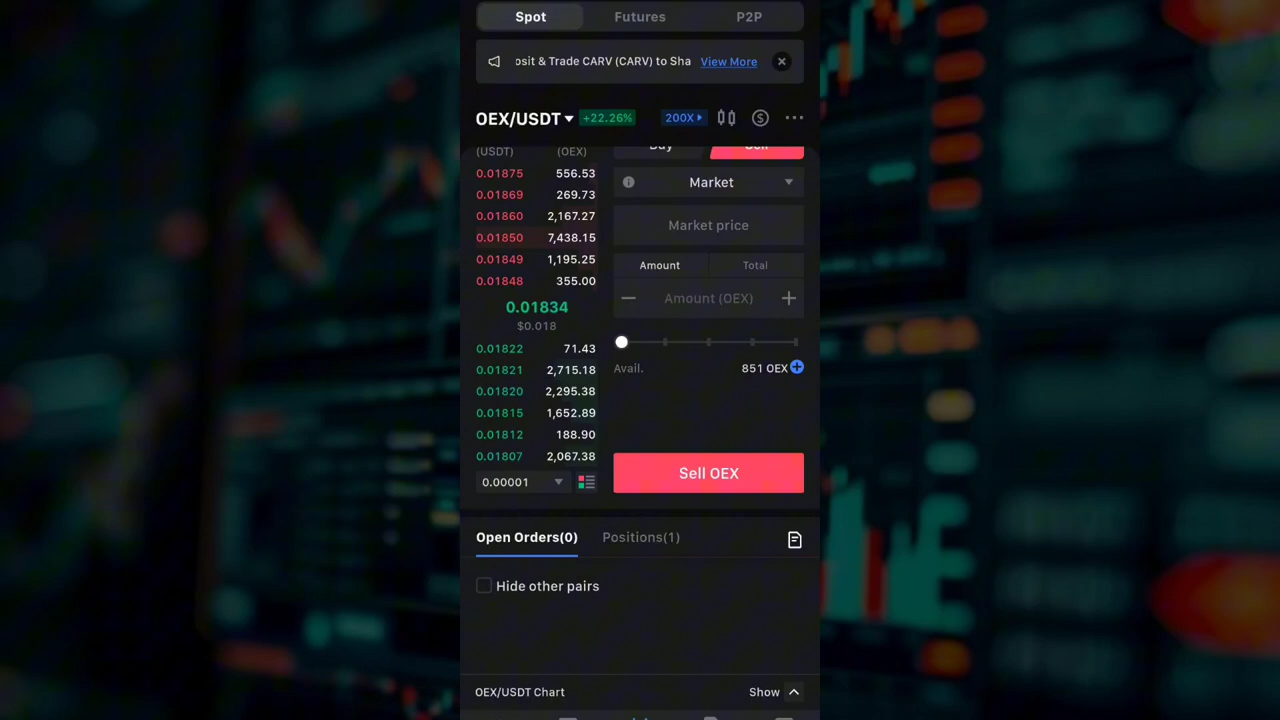 Spot Futures P2P
osit & Trade CARV (CARV) to Sha View More
OEX/USDT +22.26% 200X
(USDT) (OEX) Buy Sell
0.01875 556.53
Market
0.01869 269.73
0.01860 2,167.27
Market price
0.01850 7,438.15
0.01849 1,195.25
Amount Total
0.01848 355.00
Amount (OEX)
0.01834
$0.018
0.01822 71.43
0.01821 2,715.18
Avail. 851 OEX
0.01820 2,295.38
0.01815 1,652.89
0.01812 188.90
0.01807 2,067.38
Sell OEX
0.00001
Open Orders(0) Positions(1)
Hide other pairs
OEX/USDT Chart Show